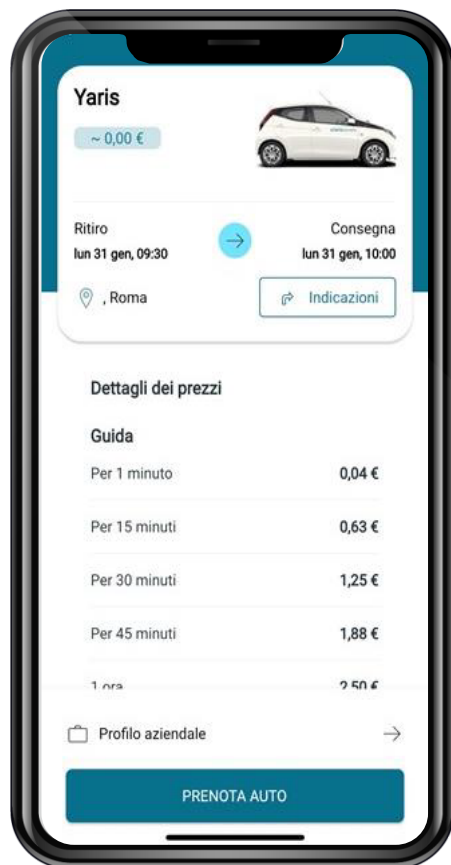 Yaris
~ 0,00 €
Ritiro
Consegna
lun 31 gen, 09:30
lun 31 gen, 10:00
, Roma
Indicazioni
Dettagli dei prezzi
Guida
Per 1 minuto 0,04 €
Per 15 minuti 0,63 €
Per 30 minuti 1,25 €
Per 45 minuti 1,88 €
1 ora 2,50 €
Profilo aziendale
PRENOTA AUTO